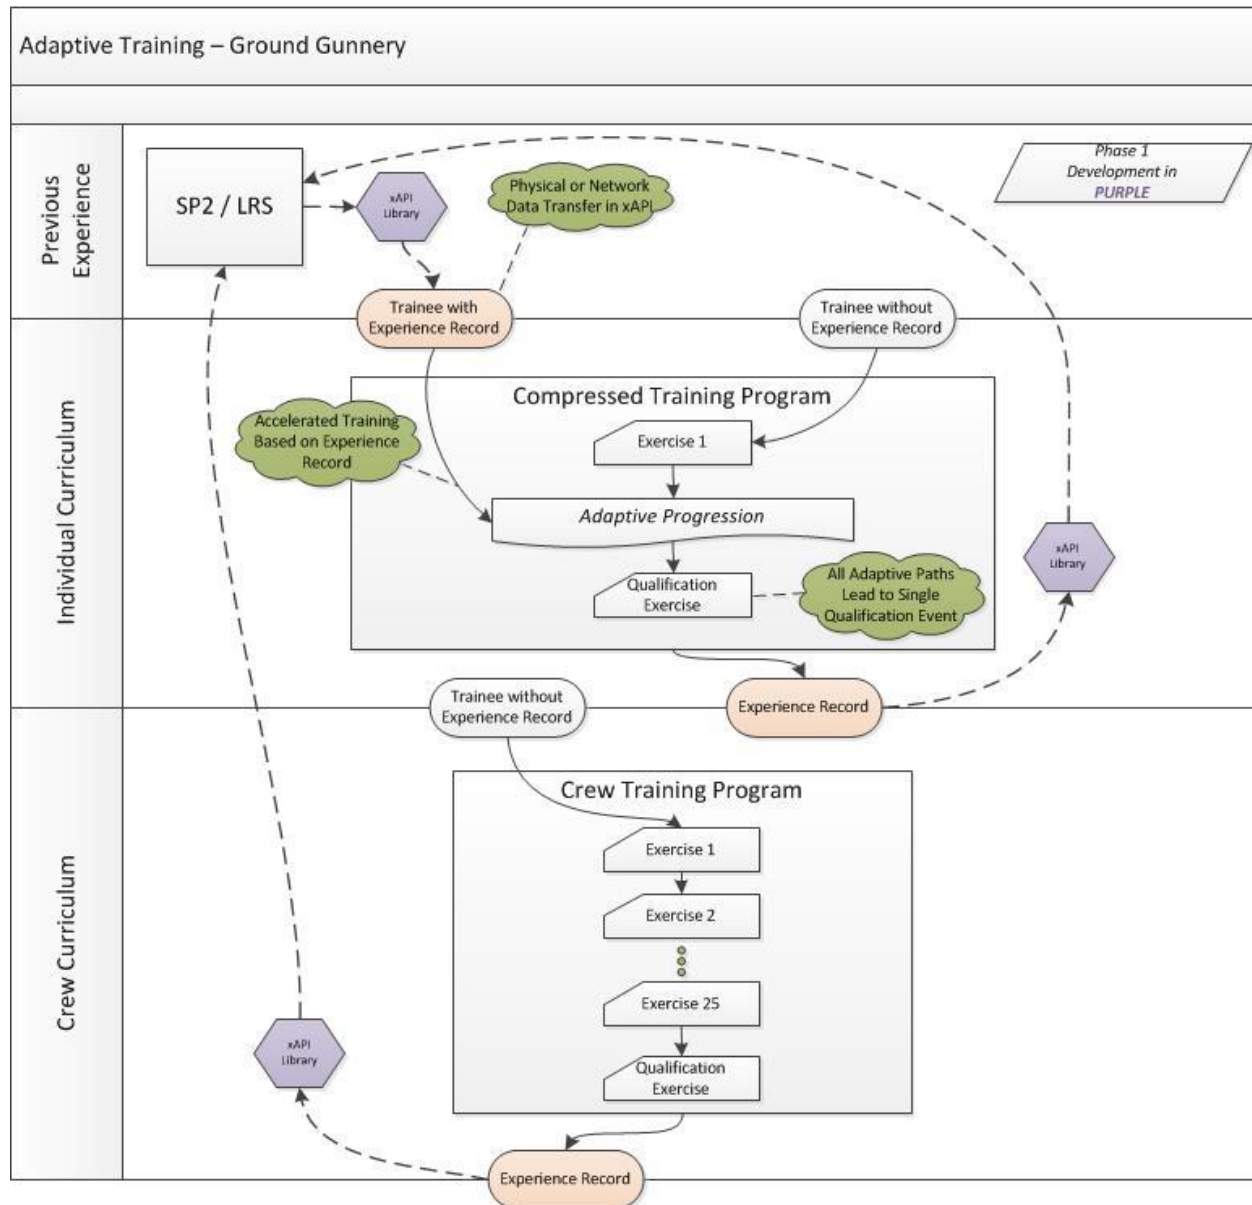 Adaptive Training – Ground Gunnery
Previous
Experience
SP2 / LRS
xAPI
Library
Physical or Network
Data Transfer in xAPI
Phase 1
Development in
PURPLE
Trainee with
Experience Record
Trainee without
Experience Record
Individual Curriculum
Compressed Training Program
Accelerated Training
Based on Experience
Record
Exercise 1
Adaptive Progression
Qualification
Exercise
All Adaptive Paths
Lead to Single
Qualification Event
xAPI
Library
Trainee without
Experience Record
Experience Record
Crew Curriculum
Crew Training Program
Exercise 1
Exercise 2
Exercise 25
Qualification
Exercise
xAPI
Library
Experience Record